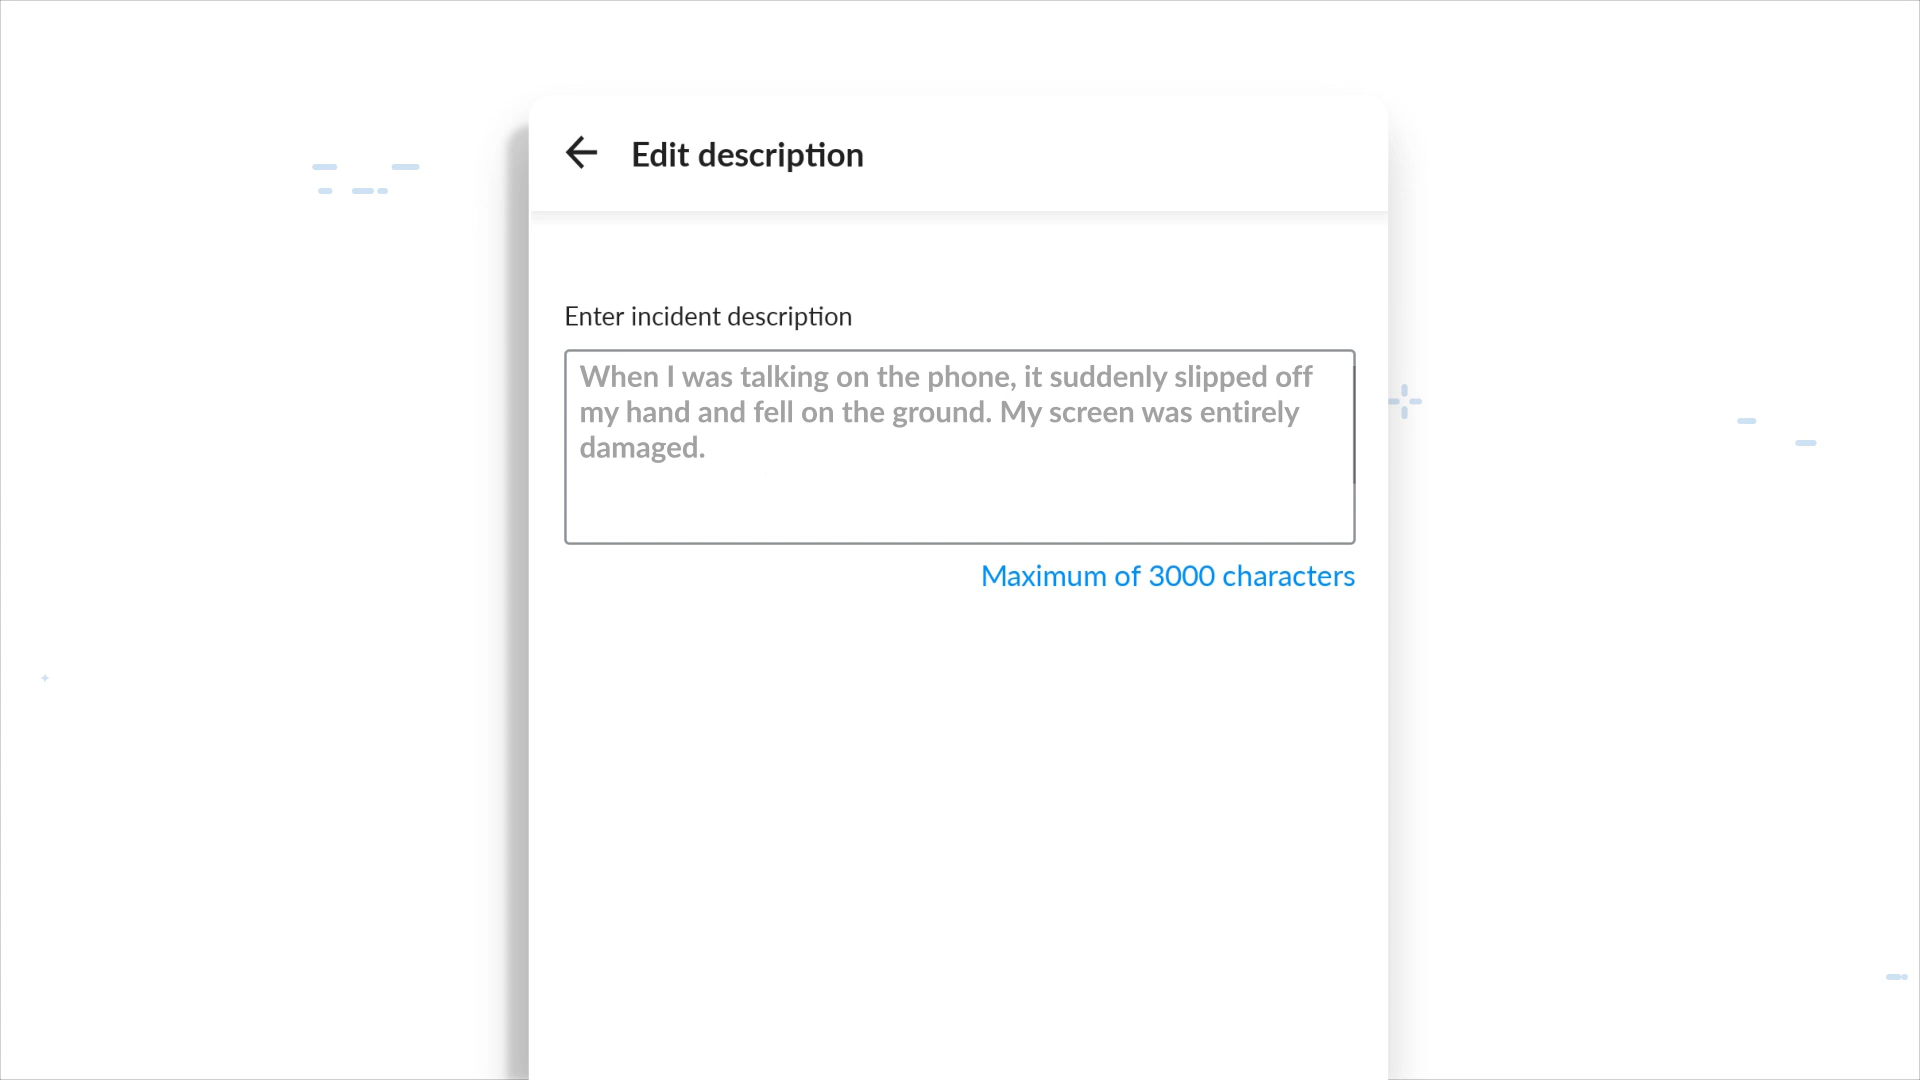 Edit description
Enter incident description
When I was talking on the phone, it suddenly slipped off
my hand and fell on the ground. My screen was entirely
damaged.
Maximum of 3000 characters